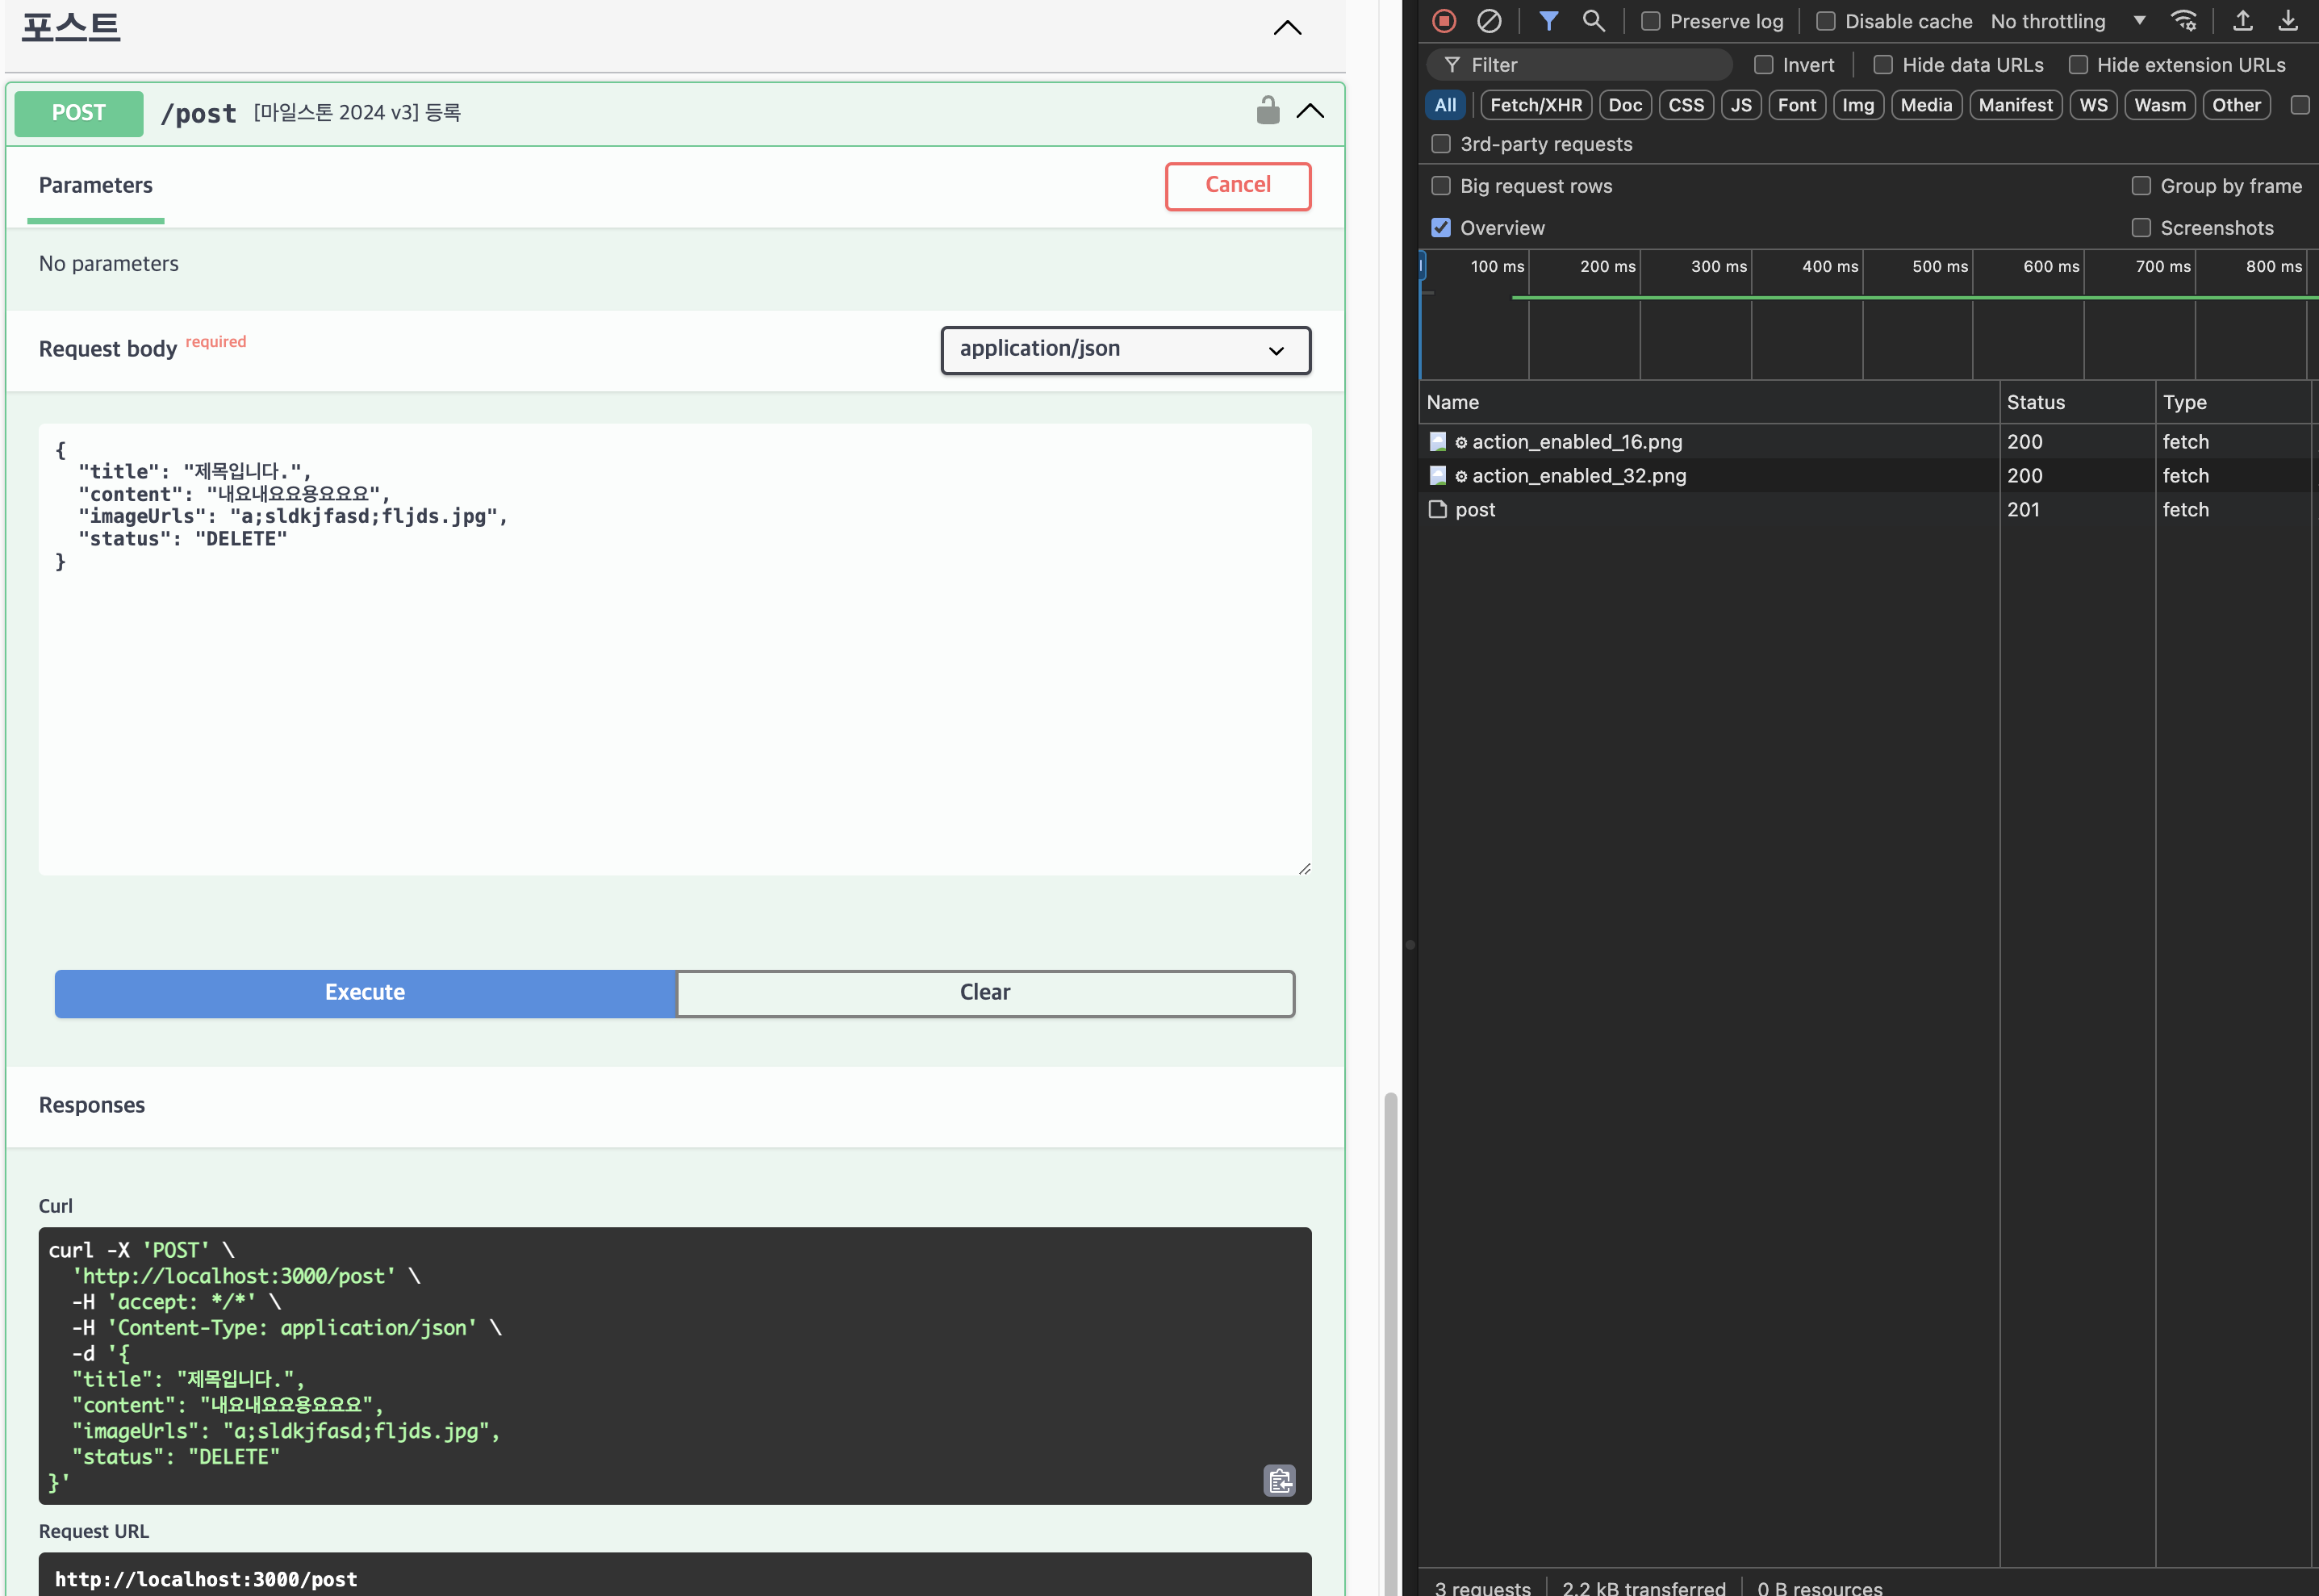 포스트
POST /post [마일스톤 2024 v3] 등록
Parameters
Cancel
No parameters
Request body required
application/json
{
"title": "제목입니다.",
"content": "내요내요요용요요요",
"imageUrls": "a;sldkjfasd;fljds.jpg",
"status": "DELETE"
}
Execute
Clear
Responses
Curl
curl -X 'POST' \
'http://localhost:3000/post' \
-H 'accept: */*' \
-H 'Content-Type: application/json' \
-d '{
"title": "제목입니다.",
"content": "내요내요요용요요요",
"imageUrls": "a;sldkjfasd;fljds.jpg",
"status": "DELETE"
}'
Request URL
http://localhost:3000/post
Preserve log Disable cache No throttling
Filter Invert Hide data URLs Hide extension URLs
All Fetch/XHR Doc CSS JS Font Img Media Manifest WS Wasm Other
3rd-party requests
Big request rows Group by frame
Overview Screenshots
100 ms 200 ms 300 ms 400 ms 500 ms 600 ms 700 ms 800 ms
Name Status Type
action_enabled_16.png 200 fetch
action_enabled_32.png 200 fetch
post 201 fetch
3 requests 2.2 kB transferred 0 B resources